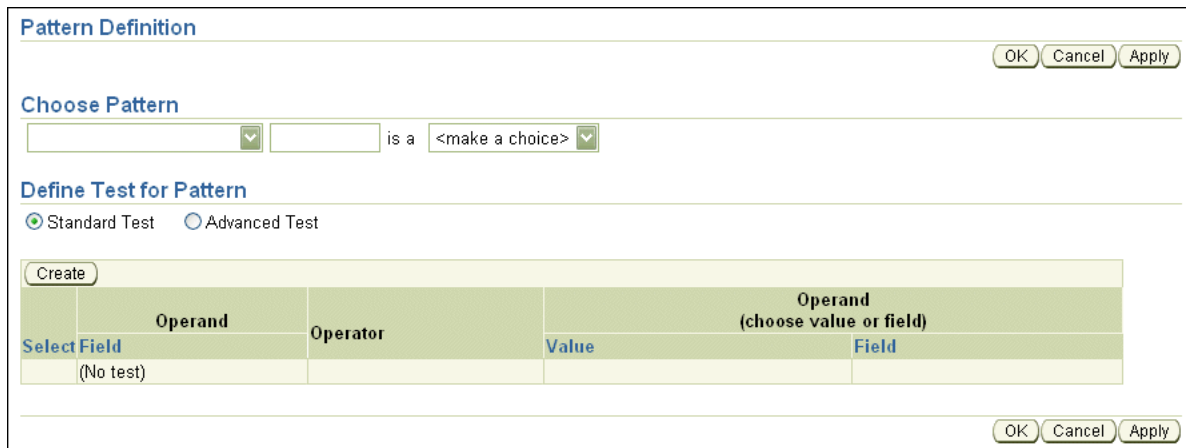 Pattern Definition
OK Cancel Apply
Choose Pattern
is a <make a choice>
Define Test for Pattern
Standard Test Advanced Test
Create
Operand Operator Operand
(choose value or field)
Select Field Value Field
(No test)
OK Cancel Apply